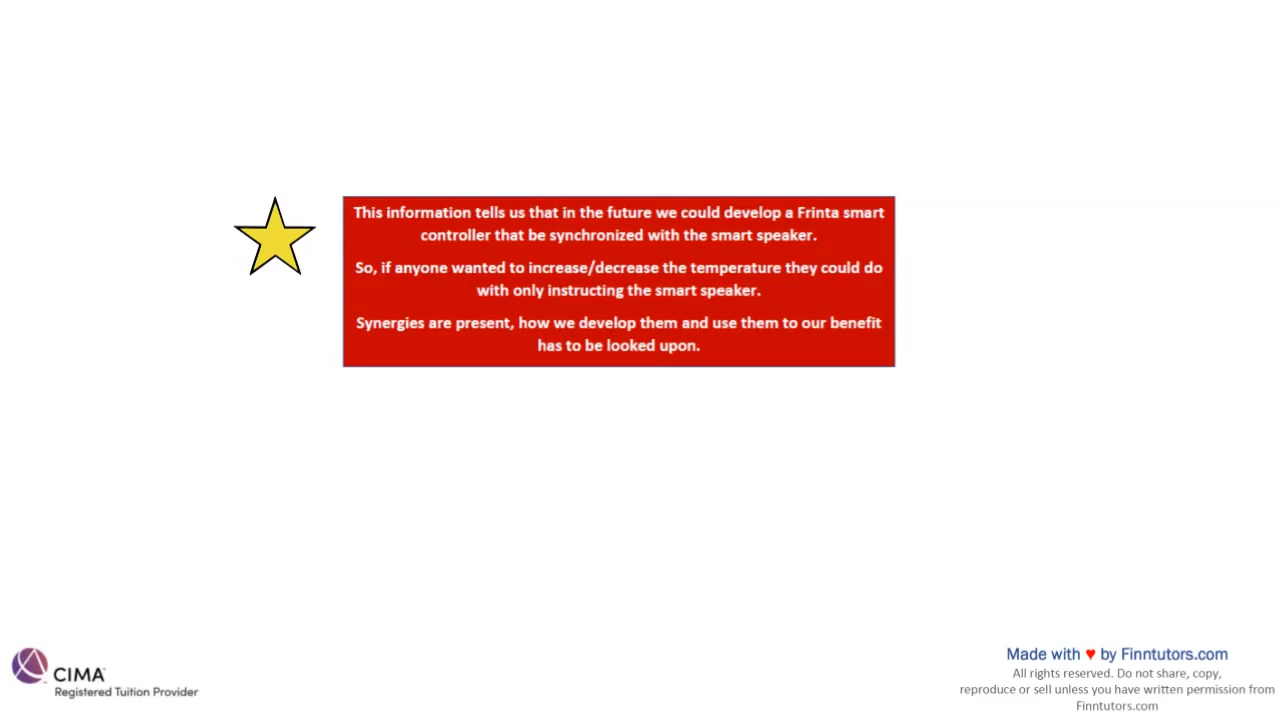 This information tells us that in the future we could develop a Frinta smart
controller that be synchronized with the smart speaker.
So, if anyone wanted to increase/decrease the temperature they could do
with only instructing the smart speaker.
Synergies are present, how we develop them and use them to our benefit
has to be looked upon.
CIMA
Registered Tuition Provider
Made with ♥ by Finntutors.com
All rights reserved. Do not share, copy,
reproduce or sell unless you have written permission from
Finntutors.com